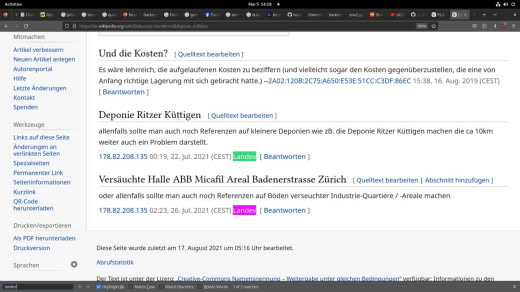 Activities
Mar 5 14:18
Mitmachen
Artikel verbessern
Neuen Artikel anlegen
Autorenportal
Hilfe
Letzte Änderungen
Kontakt
Spenden
Werkzeuge
Links auf diese Seite
Änderungen an
verlinkten Seiten
Spezialseiten
Permanenter Link
Seiteninformationen
Kurzlink
QR-Code
herunterladen
Drucken/exportieren
Als PDF herunterladen
Druckversion
Sprachen
Und die Kosten? [ Quelltext bearbeiten ]
Es wäre lehrreich, die aufgelaufenen Kosten zu beziffern (und vielleicht sogar den Kosten gegenüberzustellen, die eine von
Anfang richtige Lagerung mit sich gebracht hätte.) --2A02:120B:2C75:A650:E53E:51CC:C3DF:86EC 15:38, 16. Aug. 2019 (CEST)
[ Beantworten ]
Deponie Ritzer Küttigen [ Quelltext bearbeiten ]
allenfalls sollte man auch noch Referenzen auf kleinere Deponien wie zB. die Deponie Ritzer Küttigen machen die ca 10km
weiter auch ein Problem darstellt.
178.82.208.135 00:19, 22. Jul. 2021 (CEST) Landev [ Beantworten ]
Versäuchte Halle ABB Micafil Areal Badenerstrasse Zürich [ Quelltext bearbeiten | Abschnitt hinzufügen ]
oder allenfalls sollte man auch noch Referenzen auf Böden verseuchter Industrie-Quartiere / -Areale machen
178.82.208.135 02:23, 26. Jul. 2021 (CEST) Landev [ Beantworten ]
Diese Seite wurde zuletzt am 17. August 2021 um 05:16 Uhr bearbeitet.
Abrufstatistik
Der Text ist unter der Lizenz „Creative-Commons Namensnennung – Weitergabe unter gleichen Bedingungen" verfügbar; Informationen zu den
landev
Highlight All Match Case Match Diacritics Whole Words 1 of 2 matches